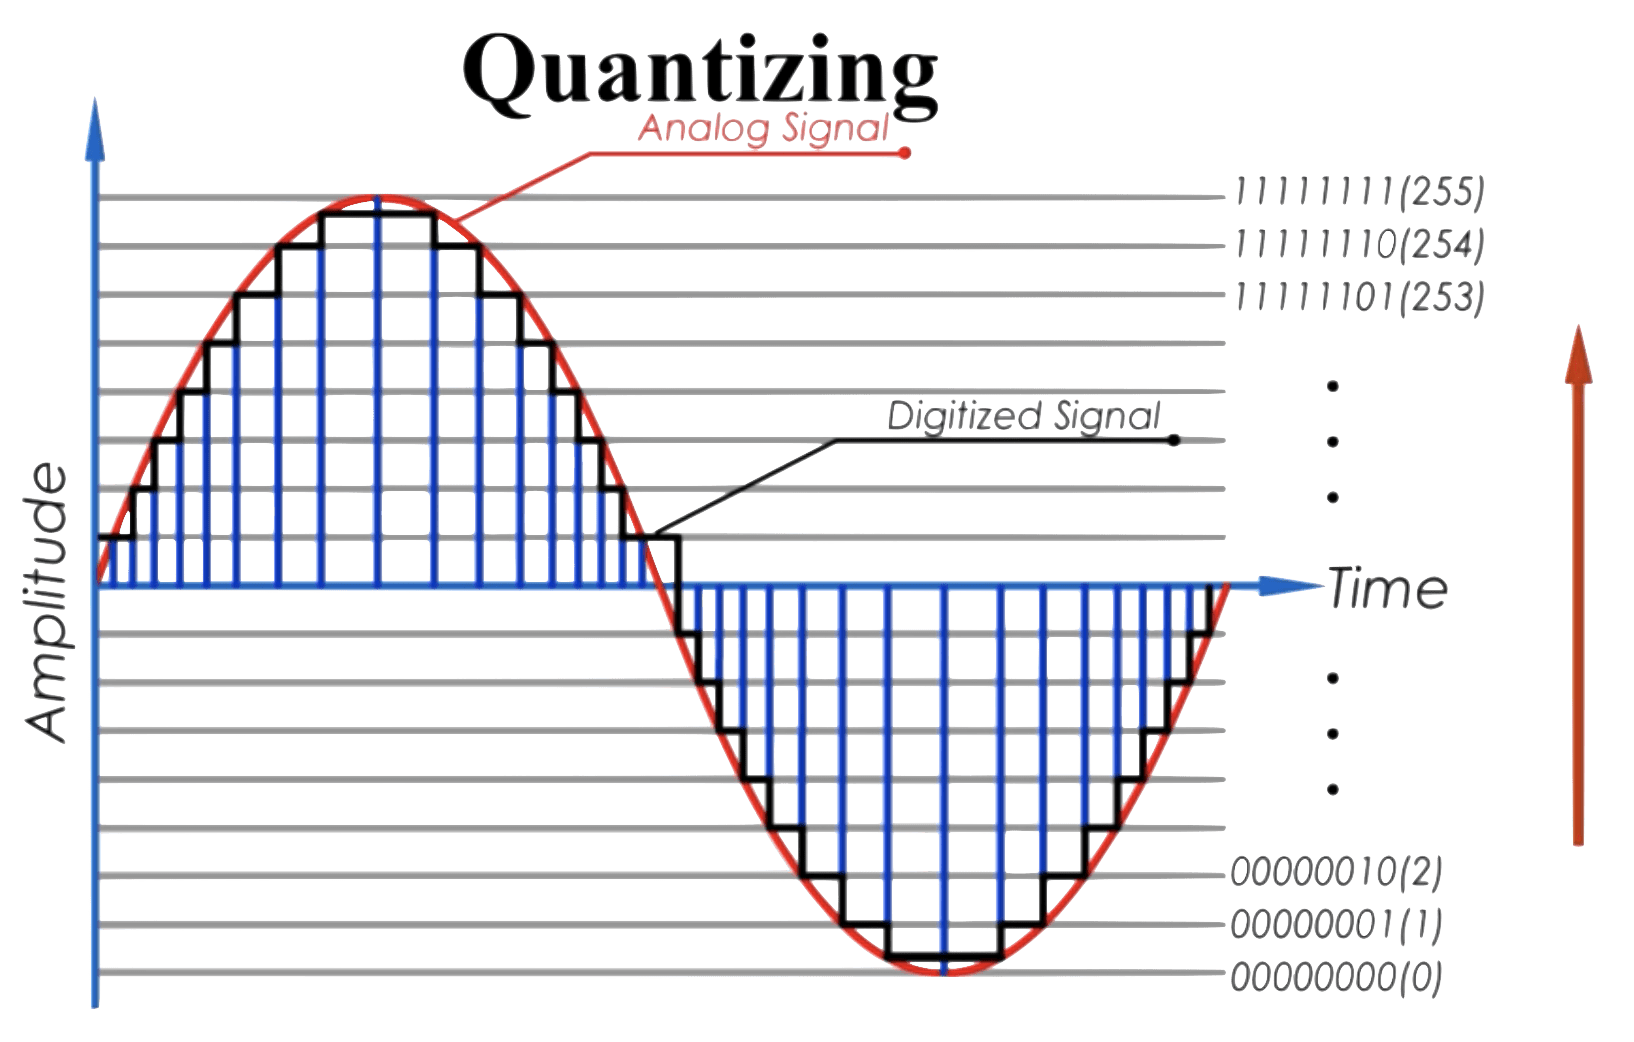 Quantizing
Analog Signal
11111111(255)
11111110(254)
11111101(253)
Digitized Signal
Amplitude
Time
00000010(2)
00000001(1)
00000000(0)